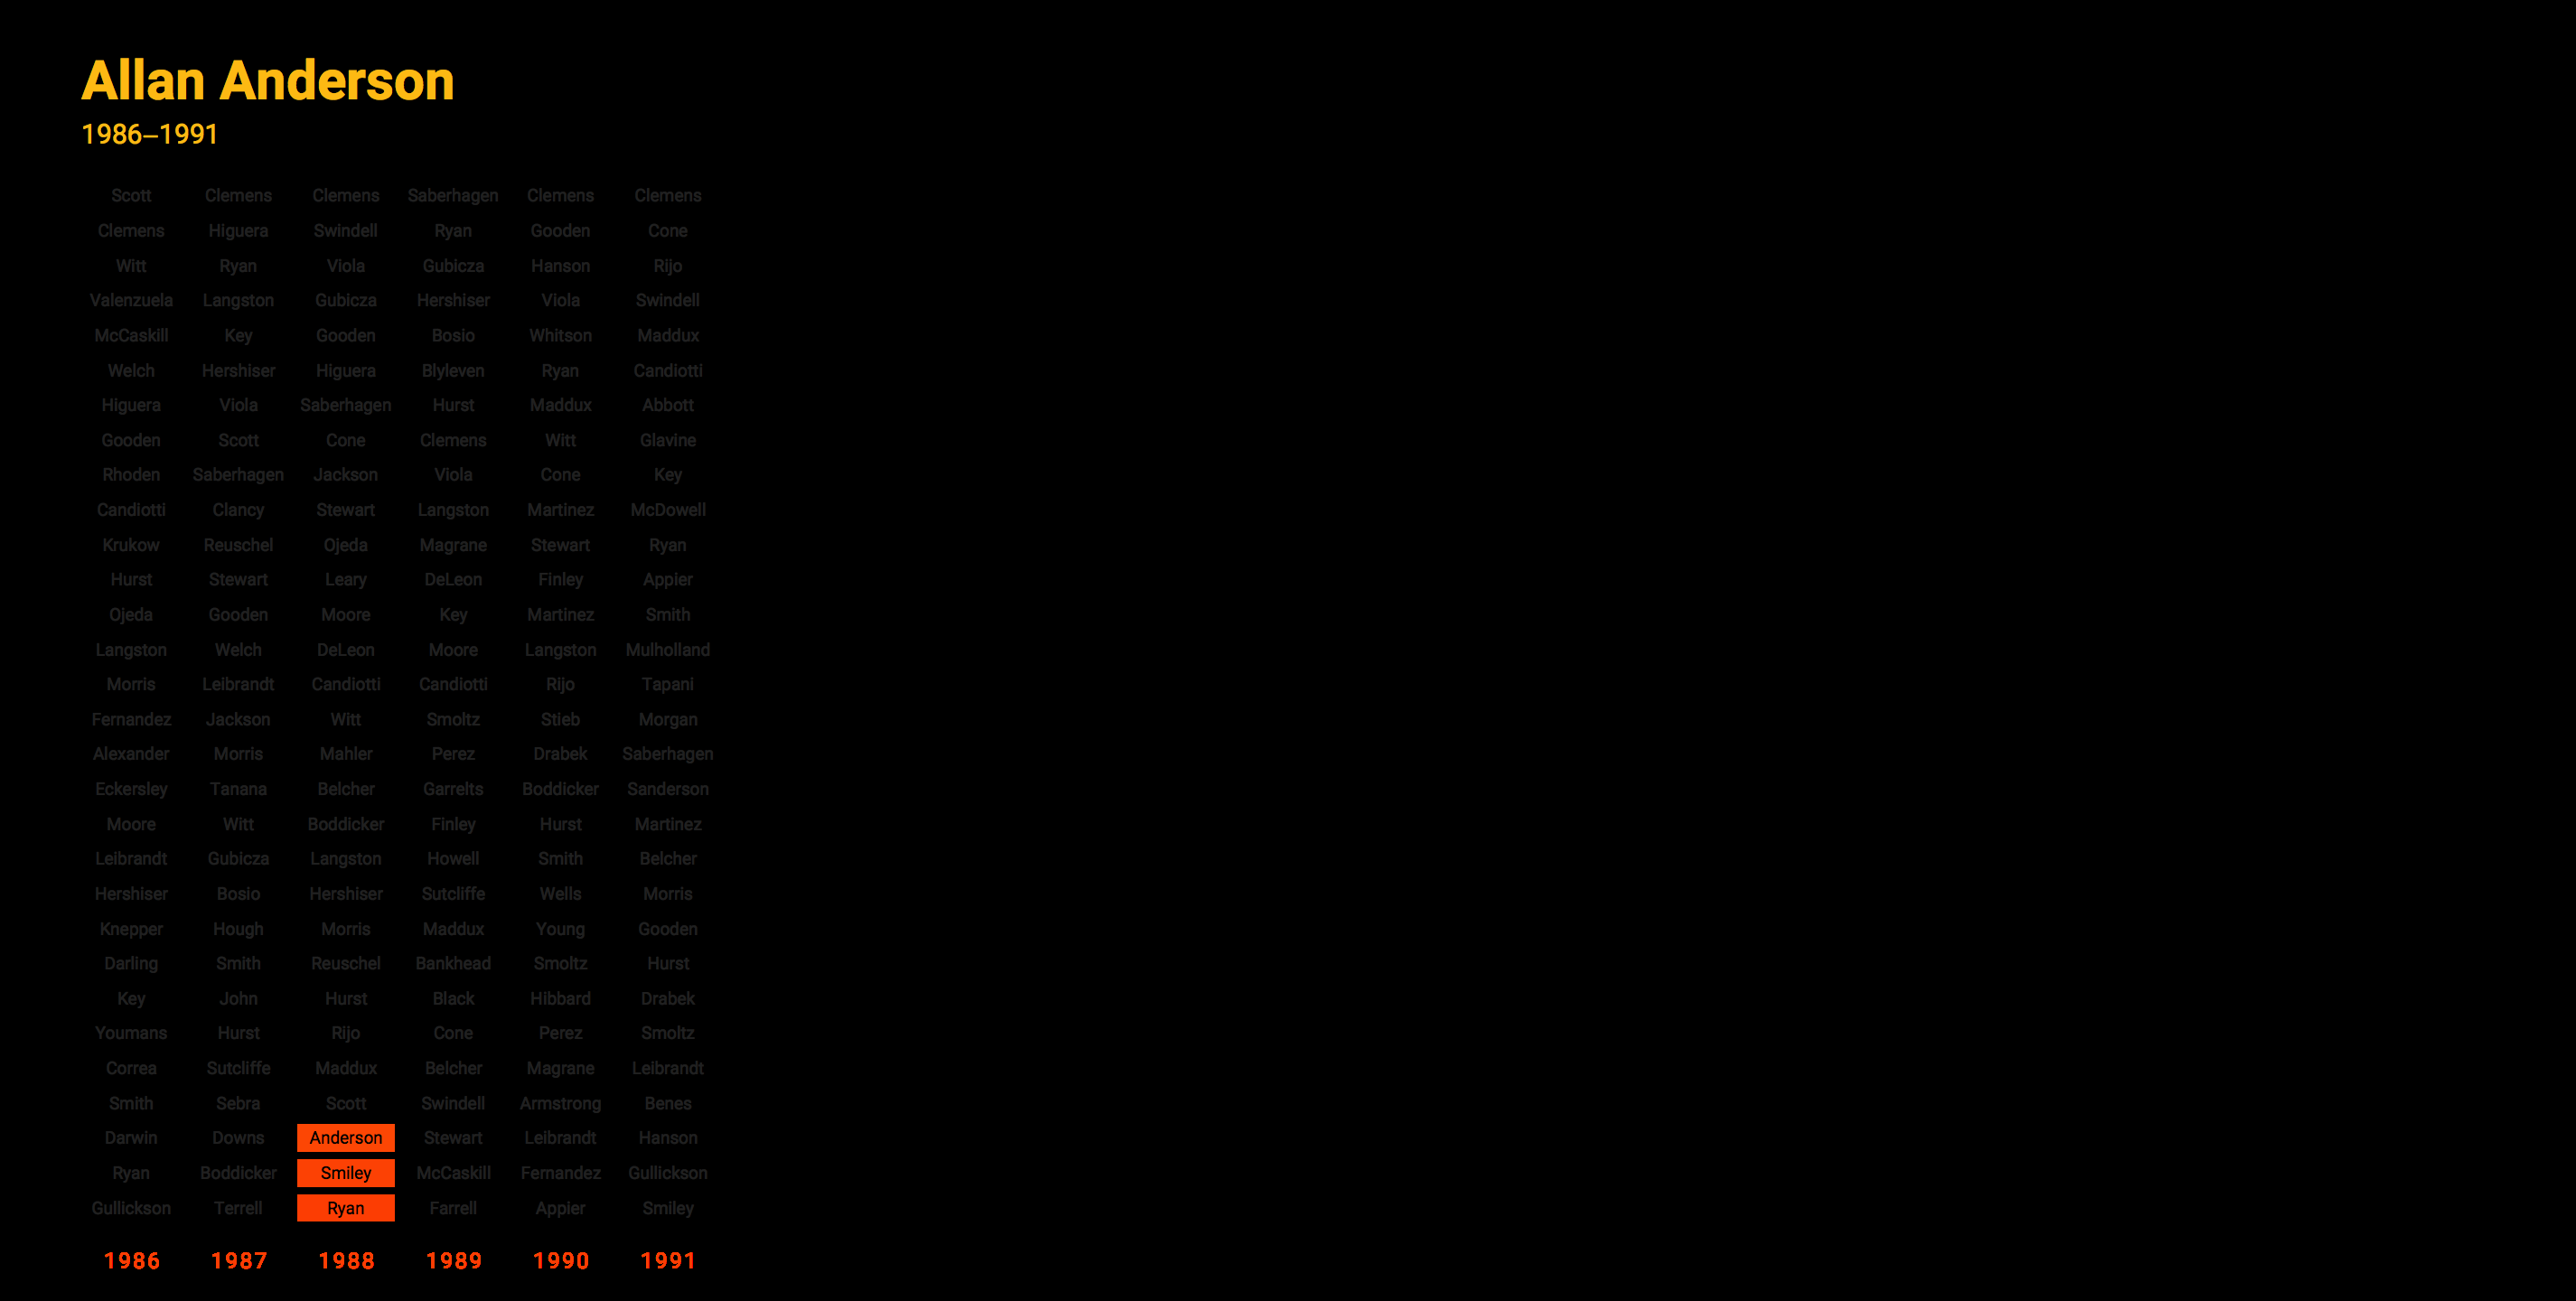 Allan Anderson
1986–1991
Scott Clemens Clemens Saberhagen Clemens Clemens
Clemens Higuera Swindell Ryan Gooden Cone
Witt Ryan Viola Gubicza Hanson Rijo
Valenzuela Langston Gubicza Hershiser Viola Swindell
McCaskill Key Gooden Bosio Whitson Maddux
Welch Hershiser Higuera Blyleven Ryan Candiotti
Higuera Viola Saberhagen Hurst Maddux Abbott
Gooden Scott Cone Clemens Witt Glavine
Rhoden Saberhagen Jackson Viola Cone Key
Candiotti Clancy Stewart Langston Martinez McDowell
Krukow Reuschel Ojeda Magrane Stewart Ryan
Hurst Stewart Leary DeLeon Finley Appier
Ojeda Gooden Moore Key Martinez Smith
Langston Welch DeLeon Moore Langston Mulholland
Morris Leibrandt Candiotti Candiotti Rijo Tapani
Fernandez Jackson Witt Smoltz Stieb Morgan
Alexander Morris Mahler Perez Drabek Saberhagen
Eckersley Tanana Belcher Garrelts Boddicker Sanderson
Moore Witt Boddicker Finley Hurst Martinez
Leibrandt Gubicza Langston Howell Smith Belcher
Hershiser Bosio Hershiser Sutcliffe Wells Morris
Knepper Hough Morris Maddux Young Gooden
Darling Smith Reuschel Bankhead Smoltz Hurst
Key John Hurst Black Hibbard Drabek
Youmans Hurst Rijo Cone Perez Smoltz
Correa Sutcliffe Maddux Belcher Magrane Leibrandt
Smith Sebra Scott Swindell Armstrong Benes
Darwin Downs Anderson Stewart Leibrandt Hanson
Ryan Boddicker Smiley McCaskill Fernandez Gullickson
Gullickson Terrell Ryan Farrell Appier Smiley
1986 1987 1988 1989 1990 1991